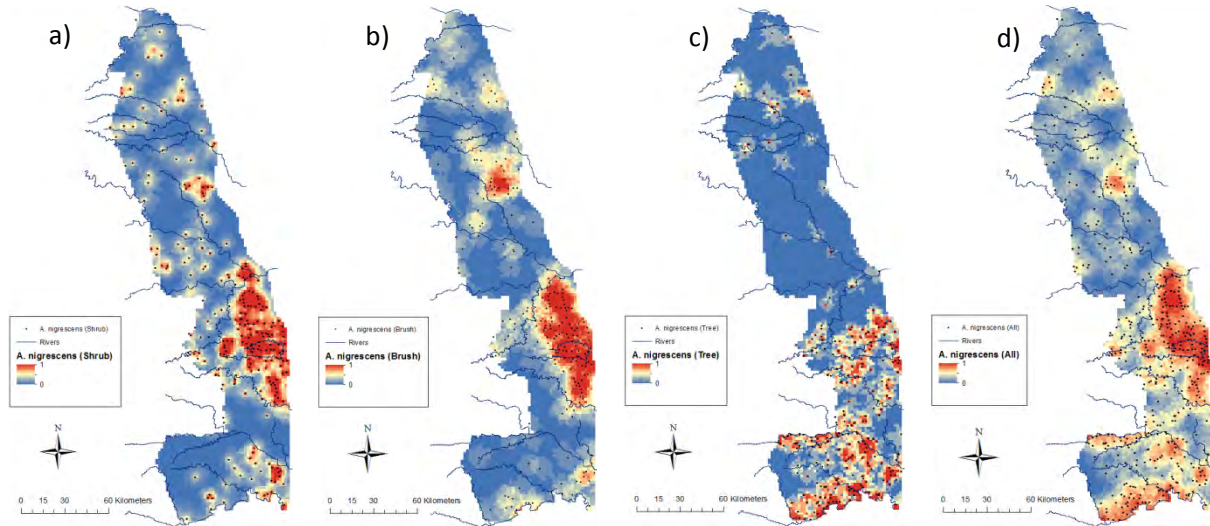 a)
A. nigrescens (Shrub)
Rivers
A. nigrescens (Shrub)
1
0
N
0 15 30 60 Kilometers
b)
A. nigrescens (Brush)
Rivers
A. nigrescens (Brush)
1
0
N
0 15 30 60 Kilometers
c)
A. nigrescens (Tree)
Rivers
A. nigrescens (Tree)
1
0
N
0 15 30 60 Kilometers
d)
A. nigrescens (All)
Rivers
A. nigrescens (All)
1
0
N
0 15 30 60 Kilometers